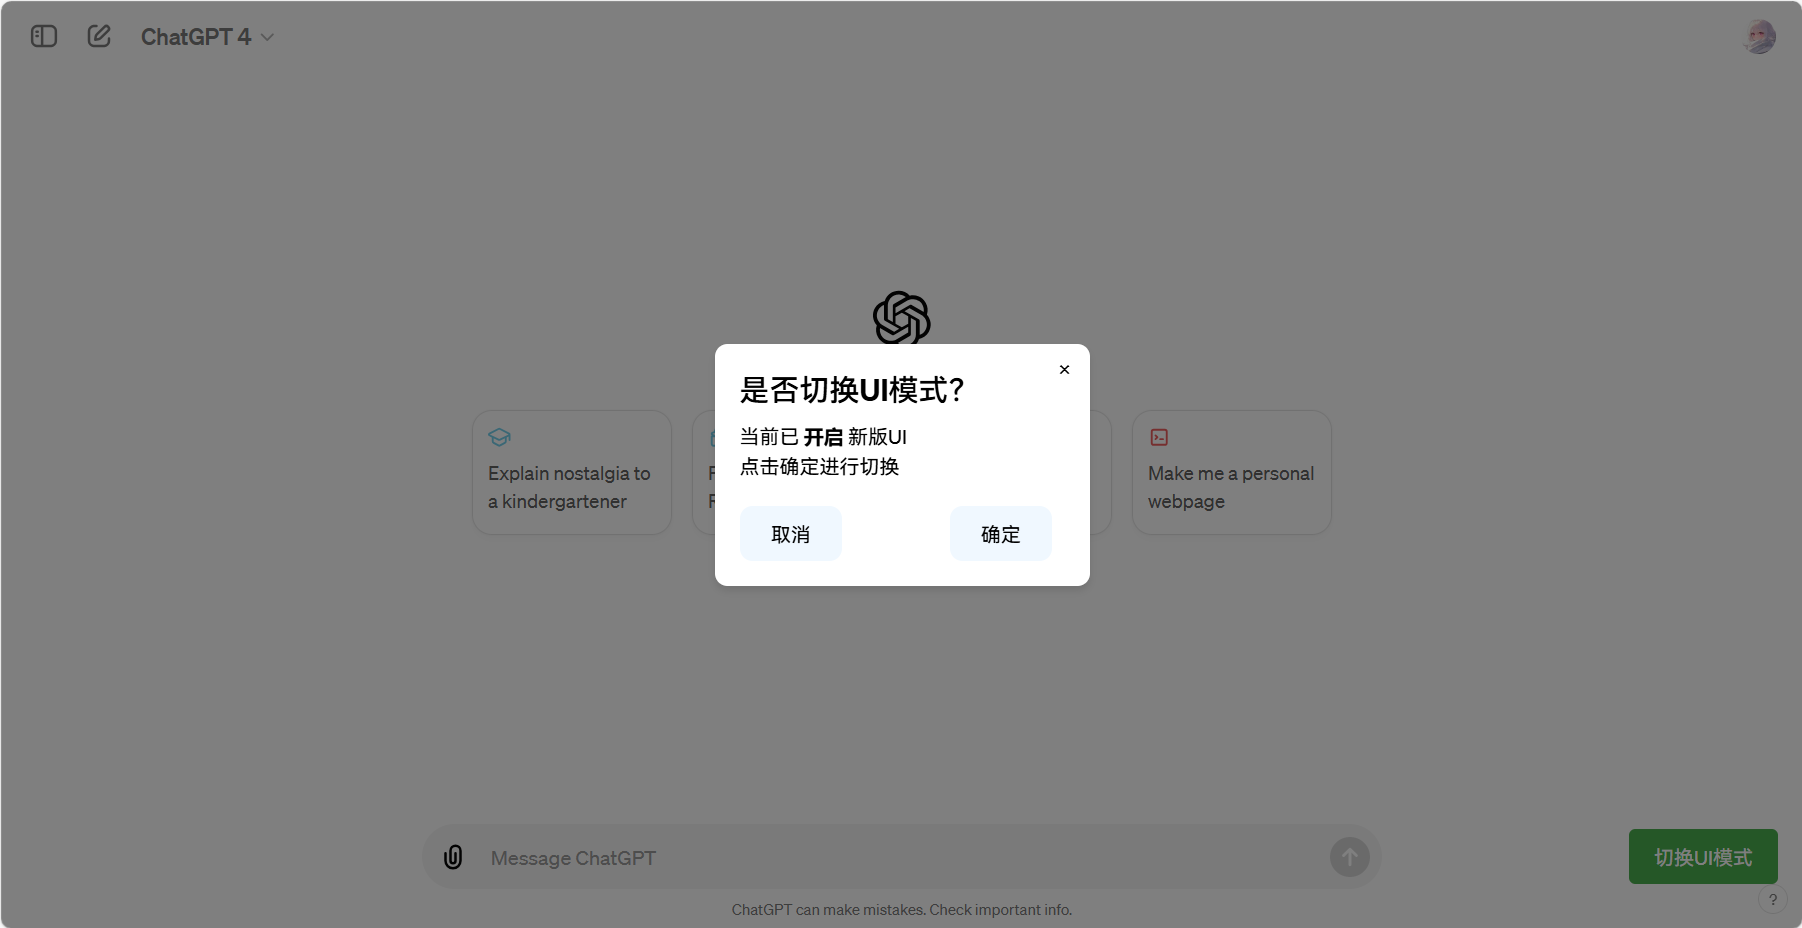 ChatGPT 4
是否切换UI模式？
×
当前已 开启 新版UI
点击确定进行切换
取消
确定
Explain nostalgia to
a kindergartener
Make me a personal
webpage
Message ChatGPT
切换UI模式
ChatGPT can make mistakes. Check important info.
?